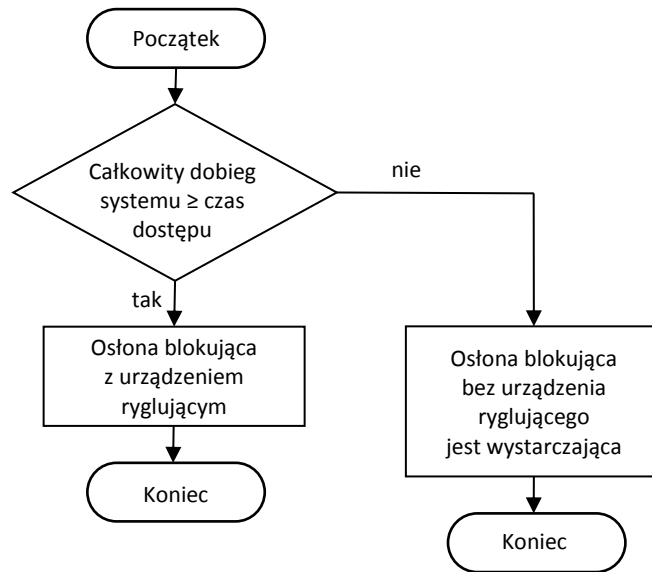 Początek
Całkowity dobieg
systemu ≥ czas
dostępu
nie
tak
Osłona blokująca
z urządzeniem
ryglującym
Koniec
Osłona blokująca
bez urządzenia
ryglującego
jest wystarczająca
Koniec